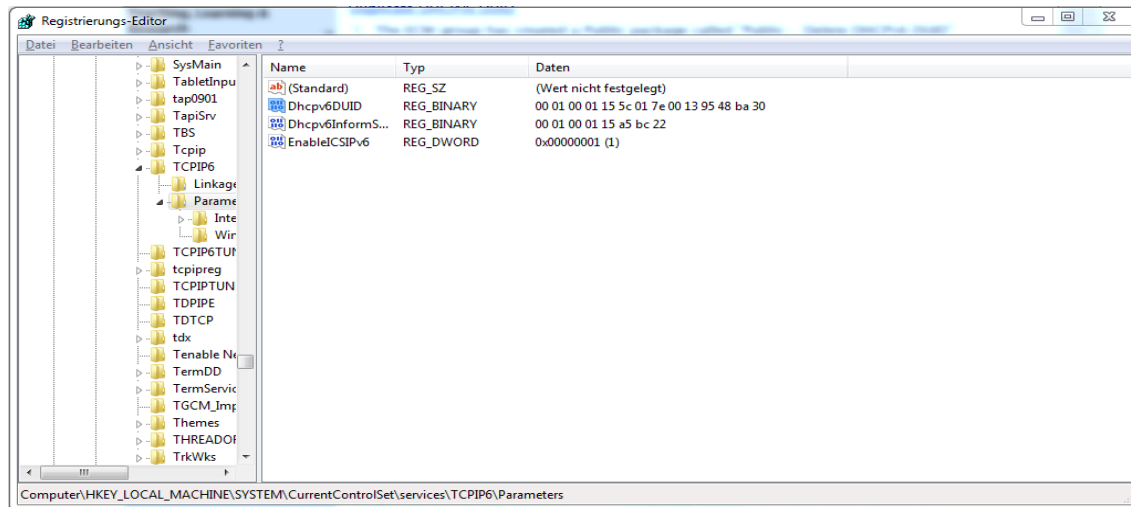 Registrierungs-Editor
Datei Bearbeiten Ansicht Favoriten ?
SysMain
TabletInpu
tap0901
TapiSrv
TBS
Tcpip
TCPIP6
Linkage
Parame
Inte
Wir
TCPIP6TUN
tcpipreg
TCPIPTUN
TDPIPE
TDTCP
tdx
Tenable Ne
TermDD
TermServic
TGCM_Imp
Themes
THREADOR
TrkWks
Name Typ Daten
(Standard) REG_SZ (Wert nicht festgelegt)
Dhcpv6DUID REG_BINARY 00 01 00 01 15 5c 01 7e 00 13 95 48 ba 30
Dhcpv6InformS... REG_BINARY 00 01 00 01 15 a5 bc 22
EnableICSIPv6 REG_DWORD 0x00000001 (1)
Computer\HKEY_LOCAL_MACHINE\SYSTEM\CurrentControlSet\services\TCPIP6\Parameters